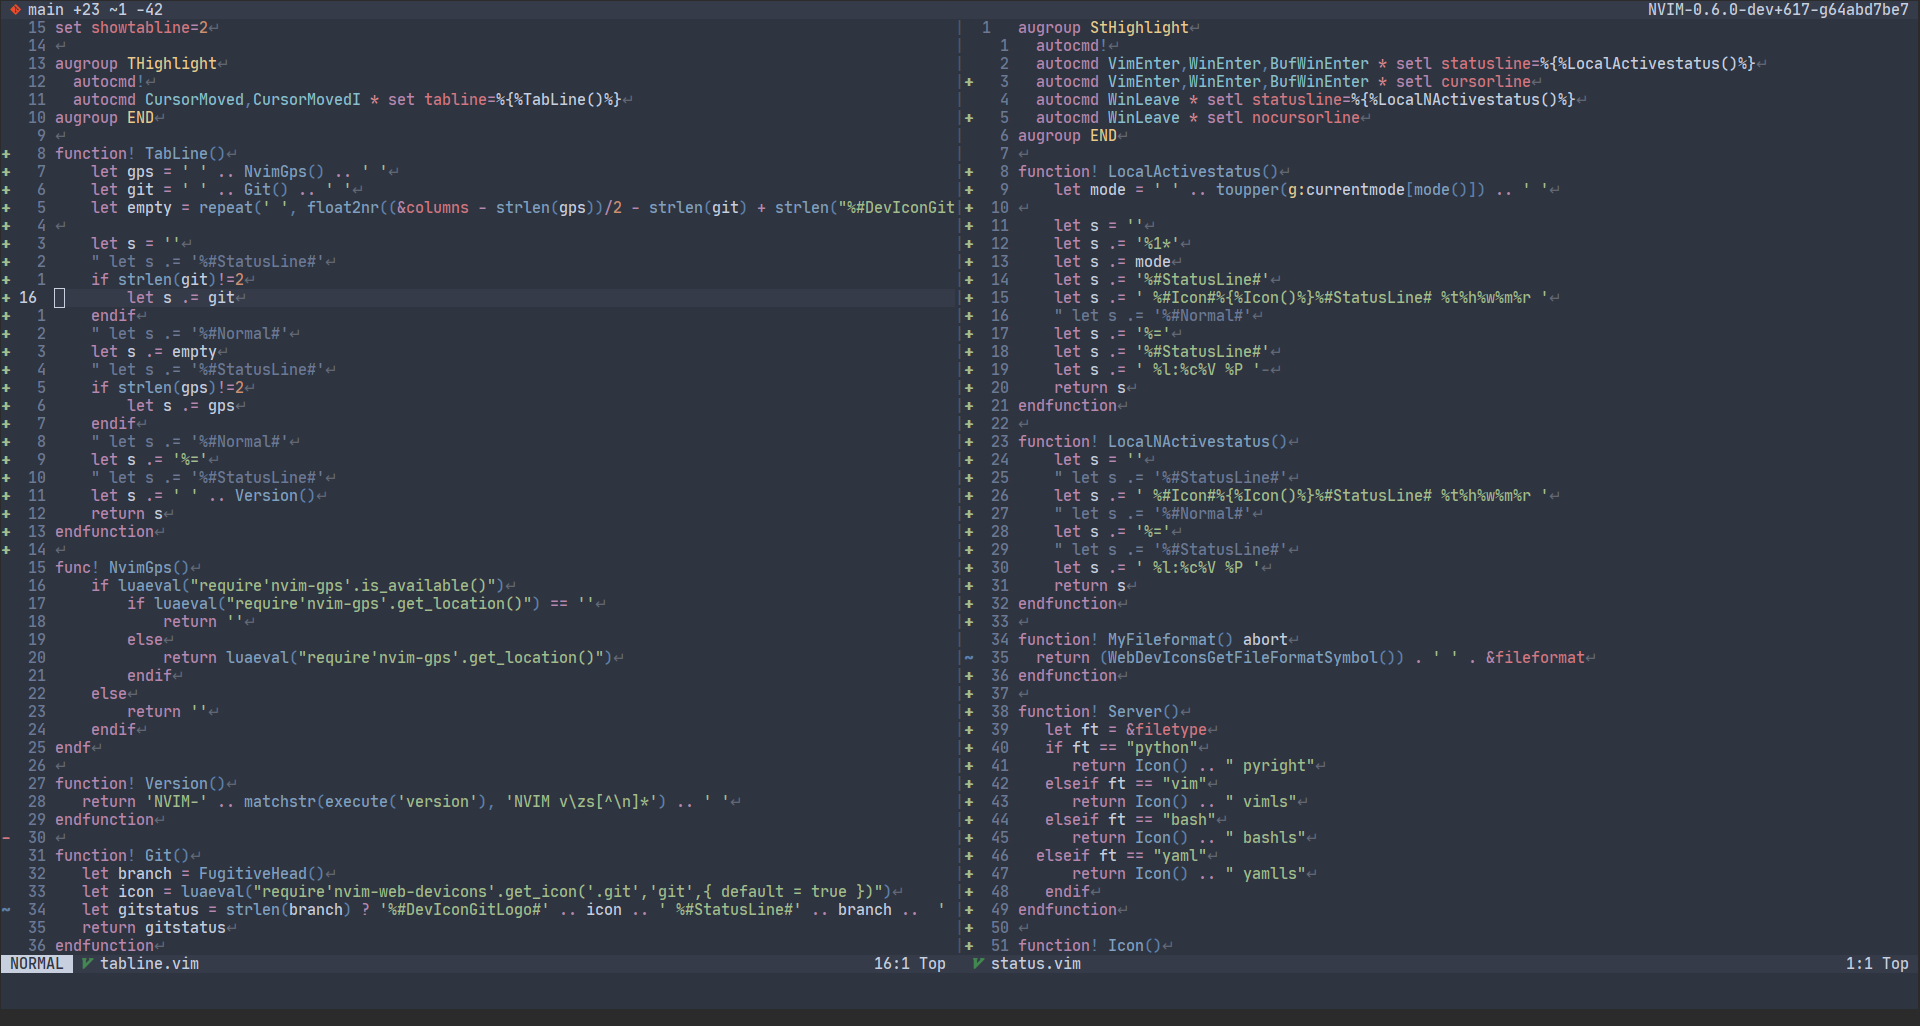 main +23 ~1 -42 NVIM-0.6.0-dev+617-g64abd7be7
15 set showtabline=2↵
14 ↵
13 augroup THighlight↵
12   autocmd!↵
11   autocmd CursorMoved,CursorMovedI * set tabline=%{%TabLine()%}↵
10 augroup END↵
9 ↵
+ 8 function! TabLine()↵
+ 7     let gps = ' ' .. NvimGps() .. ' '↵
+ 6     let git = ' ' .. Git() .. ' '↵
+ 5     let empty = repeat(' ', float2nr((&columns - strlen(gps))/2 - strlen(git) + strlen("%#DevIconGit
+ 4 ↵
+ 3     let s = ''↵
+ 2     " let s .= '%#StatusLine#'↵
+ 1     if strlen(git)!=2↵
+ 16         let s .= git↵
+ 1     endif↵
+ 2     " let s .= '%#Normal#'↵
+ 3     let s .= empty↵
+ 4     " let s .= '%#StatusLine#'↵
+ 5     if strlen(gps)!=2↵
+ 6         let s .= gps↵
+ 7     endif↵
+ 8     " let s .= '%#Normal#'↵
+ 9     let s .= '%='↵
+ 10     " let s .= '%#StatusLine#'↵
+ 11     let s .= ' ' .. Version()↵
+ 12     return s↵
+ 13 endfunction↵
+ 14 ↵
15 func! NvimGps()↵
16     if luaeval("require'nvim-gps'.is_available()")↵
17         if luaeval("require'nvim-gps'.get_location()") == ''↵
18             return ''↵
19         else↵
20             return luaeval("require'nvim-gps'.get_location()")↵
21         endif↵
22     else↵
23         return ''↵
24     endif↵
25 endf↵
26 ↵
27 function! Version()↵
28    return 'NVIM-' .. matchstr(execute('version'), 'NVIM v\zs[^\n]*') .. ' '↵
29 endfunction↵
- 30 ↵
31 function! Git()↵
32    let branch = FugitiveHead()↵
33    let icon = luaeval("require'nvim-web-devicons'.get_icon('.git','git',{ default = true })")↵
~ 34    let gitstatus = strlen(branch) ? '%#DevIconGitLogo#' .. icon .. ' %#StatusLine#' .. branch ..  '
35    return gitstatus↵
36 endfunction↵
NORMAL tabline.vim 16:1 Top
1 augroup StHighlight↵
1   autocmd!↵
2   autocmd VimEnter,WinEnter,BufWinEnter * setl statusline=%{%LocalActivestatus()%}↵
+ 3   autocmd VimEnter,WinEnter,BufWinEnter * setl cursorline↵
4   autocmd WinLeave * setl statusline=%{%LocalNActivestatus()%}↵
+ 5   autocmd WinLeave * setl nocursorline↵
6 augroup END↵
7 ↵
+ 8 function! LocalActivestatus()↵
+ 9     let mode = ' ' .. toupper(g:currentmode[mode()]) .. ' '↵
+ 10 ↵
+ 11     let s = ''↵
+ 12     let s .= '%1*'↵
+ 13     let s .= mode↵
+ 14     let s .= '%#StatusLine#'↵
+ 15     let s .= ' %#Icon#%{%Icon()%}%#StatusLine# %t%h%w%m%r '↵
+ 16     " let s .= '%#Normal#'↵
+ 17     let s .= '%='↵
+ 18     let s .= '%#StatusLine#'↵
+ 19     let s .= ' %l:%c%V %P '-↵
+ 20     return s↵
+ 21 endfunction↵
+ 22 ↵
+ 23 function! LocalNActivestatus()↵
+ 24     let s = ''↵
+ 25     " let s .= '%#StatusLine#'↵
+ 26     let s .= ' %#Icon#%{%Icon()%}%#StatusLine# %t%h%w%m%r '↵
+ 27     " let s .= '%#Normal#'↵
+ 28     let s .= '%='↵
+ 29     " let s .= '%#StatusLine#'↵
+ 30     let s .= ' %l:%c%V %P '↵
+ 31     return s↵
+ 32 endfunction↵
+ 33 ↵
34 function! MyFileformat() abort↵
~ 35   return (WebDevIconsGetFileFormatSymbol()) . ' ' . &fileformat↵
+ 36 endfunction↵
+ 37 ↵
+ 38 function! Server()↵
+ 39    let ft = &filetype↵
+ 40    if ft == "python"↵
+ 41       return Icon() .. " pyright"↵
+ 42    elseif ft == "vim"↵
+ 43       return Icon() .. " vimls"↵
+ 44    elseif ft == "bash"↵
+ 45       return Icon() .. " bashls"↵
+ 46   elseif ft == "yaml"↵
+ 47       return Icon() .. " yamlls"↵
+ 48    endif↵
+ 49 endfunction↵
+ 50 ↵
+ 51 function! Icon()↵
status.vim 1:1 Top